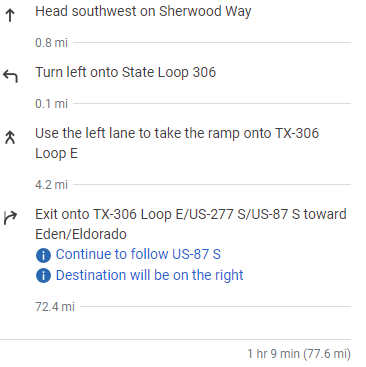 Head southwest on Sherwood Way
0.8 mi
Turn left onto State Loop 306
0.1 mi
Use the left lane to take the ramp onto TX-306
Loop E
4.2 mi
Exit onto TX-306 Loop E/US-277 S/US-87 S toward
Eden/Eldorado
Continue to follow US-87 S
Destination will be on the right
72.4 mi
1 hr 9 min (77.6 mi)